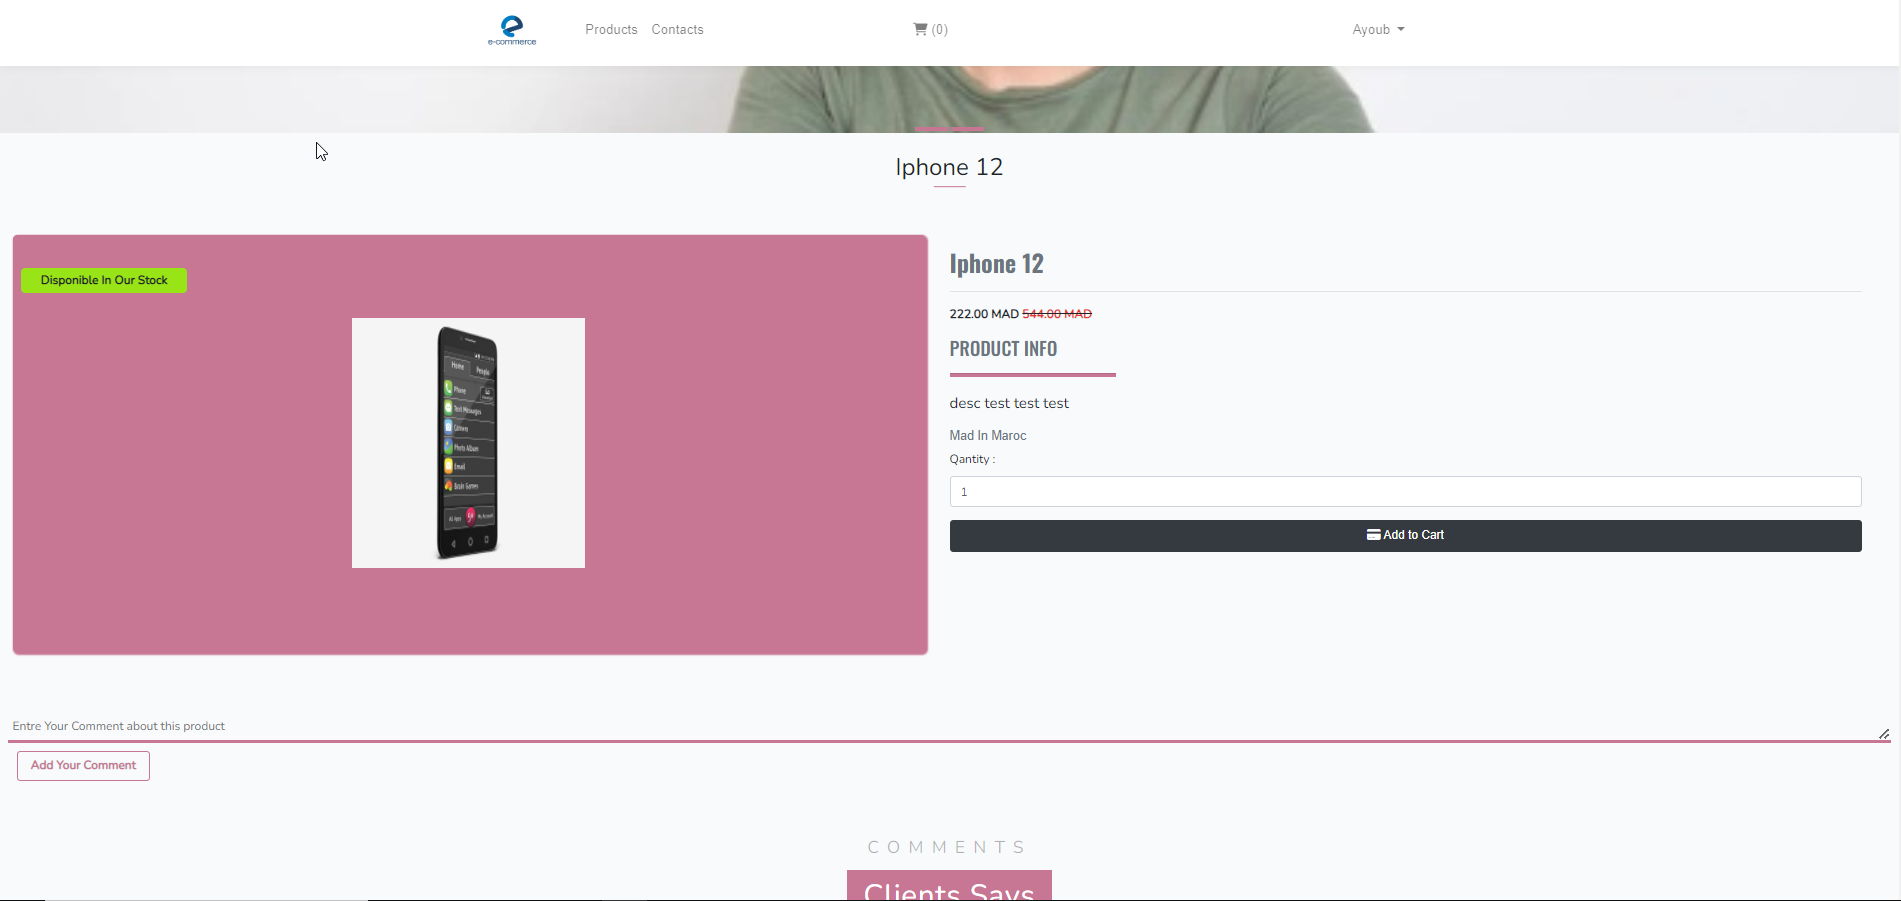 e-commerce
Products Contacts (0) Ayoub
Iphone 12
Disponible In Our Stock
Home People
Phone
Text Messages
Camera
Photo Album
Email
Brain Games
All Apps My Account
Iphone 12
222.00 MAD 544.00 MAD
PRODUCT INFO
desc test test test
Mad In Maroc
Qantity :
1
Add to Cart
Entre Your Comment about this product
Add Your Comment
COMMENTS
Clients Says